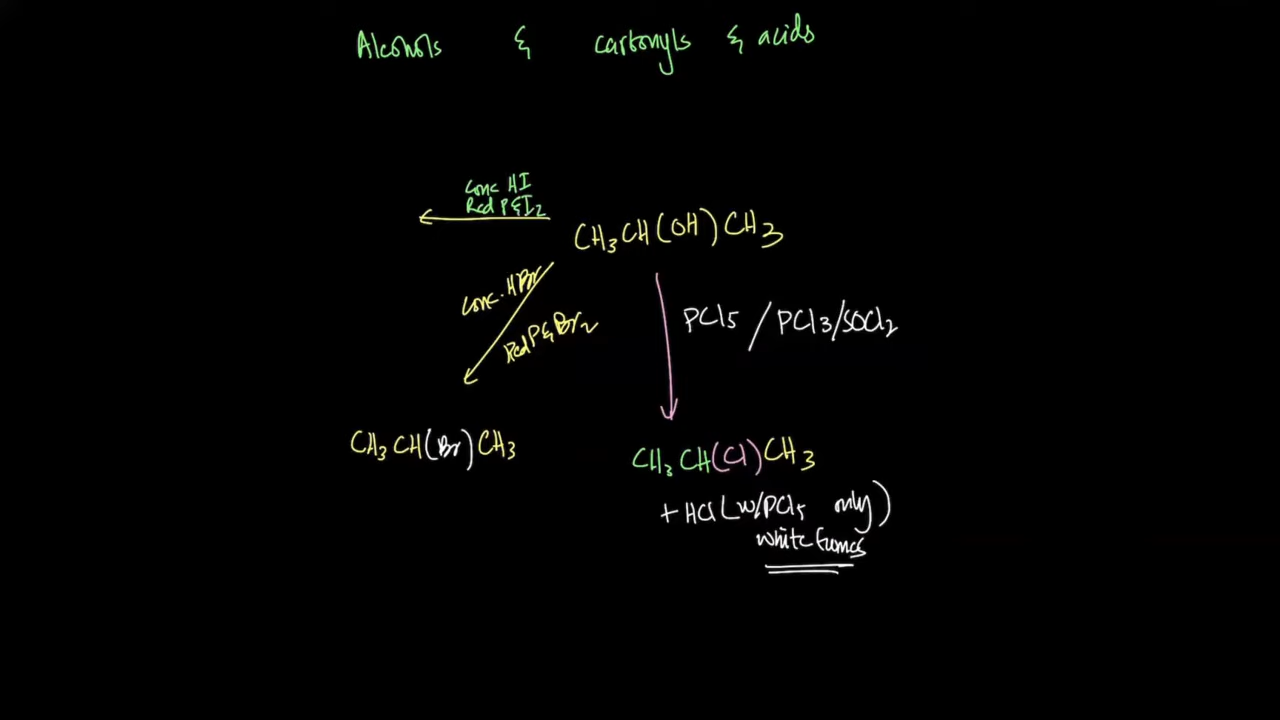 Alcohols & carbonyls & acids
conc HI
Red P & I₂
CH₃CH(OH)CH₃
conc. HBr
Red P & Br₂
PCl₅ / PCl₃/SOCl₂
CH₃CH(Br)CH₃
CH₃CH(Cl)CH₃
+ HCl (w/PCl₅ only)
white fumes